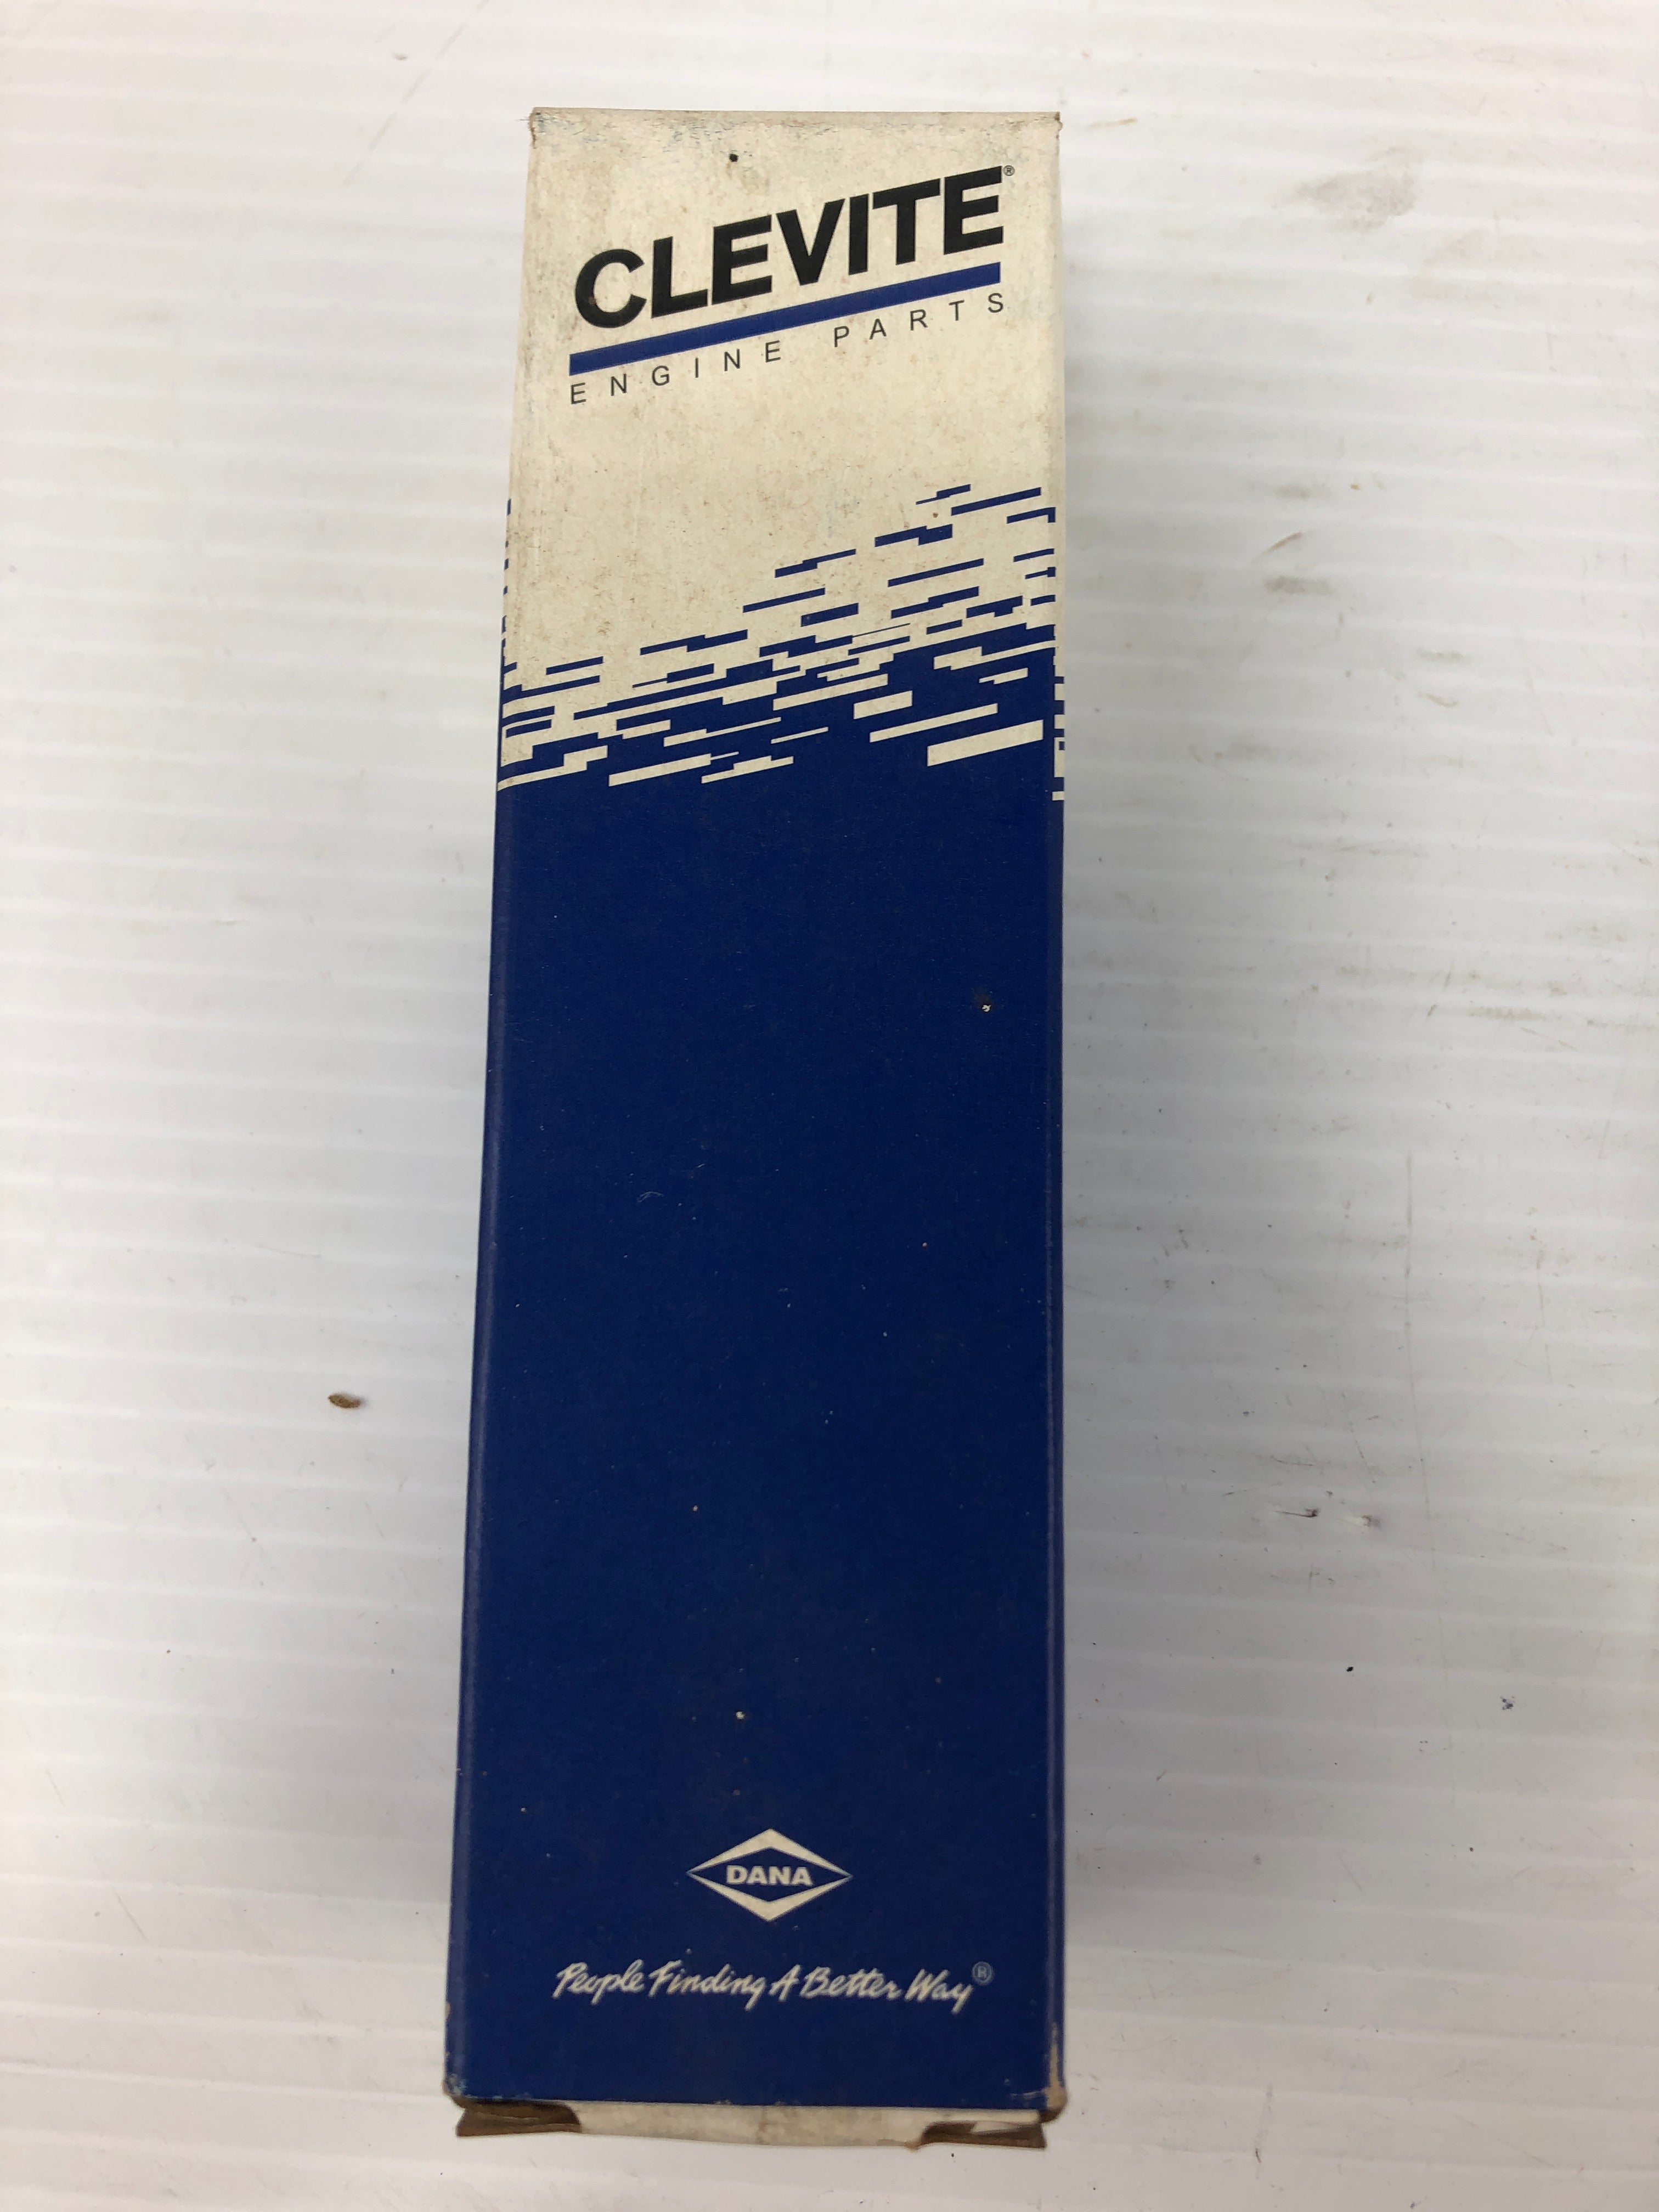 CLEVITE®
ENGINE PARTS
DANA
People Finding A Better Way®